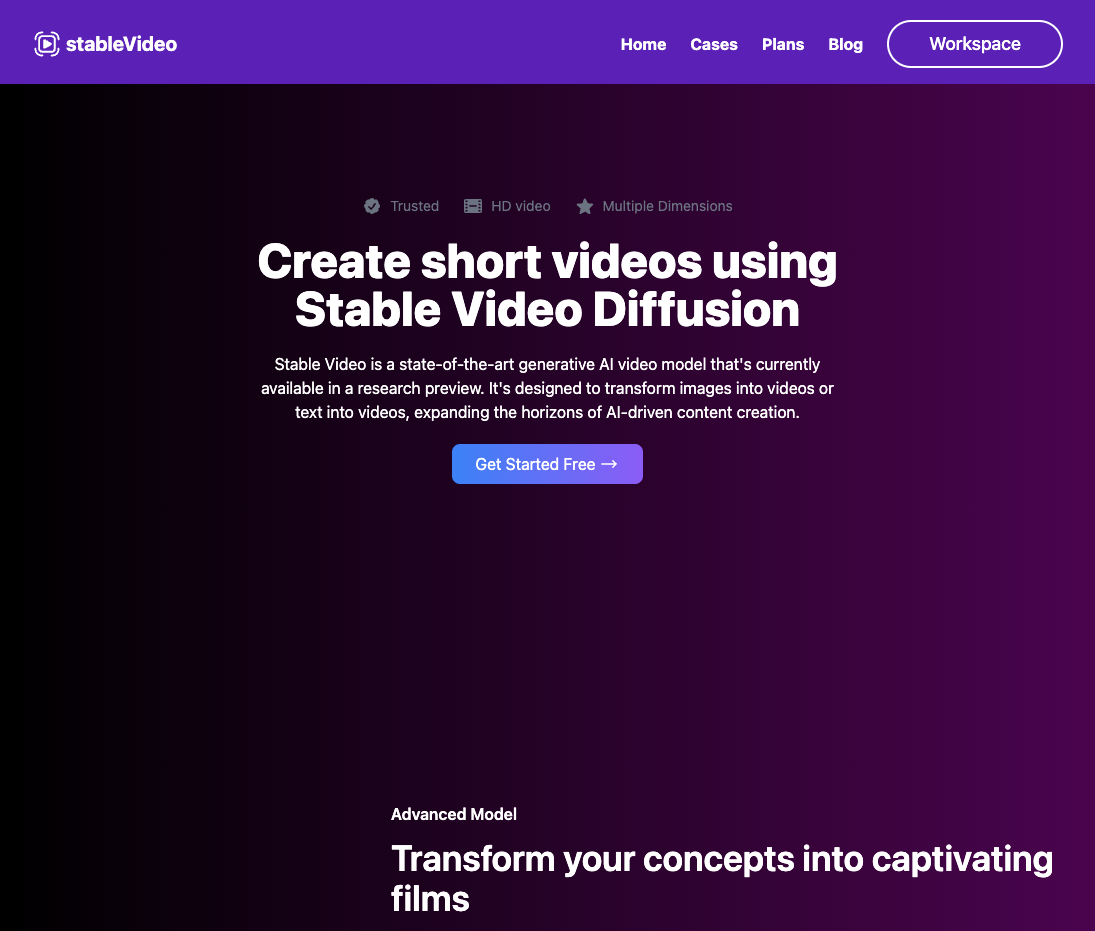 stableVideo
Home Cases Plans Blog Workspace
Trusted HD video Multiple Dimensions
Create short videos using
Stable Video Diffusion
Stable Video is a state-of-the-art generative AI video model that's currently
available in a research preview. It's designed to transform images into videos or
text into videos, expanding the horizons of AI-driven content creation.
Get Started Free →
Advanced Model
Transform your concepts into captivating
films